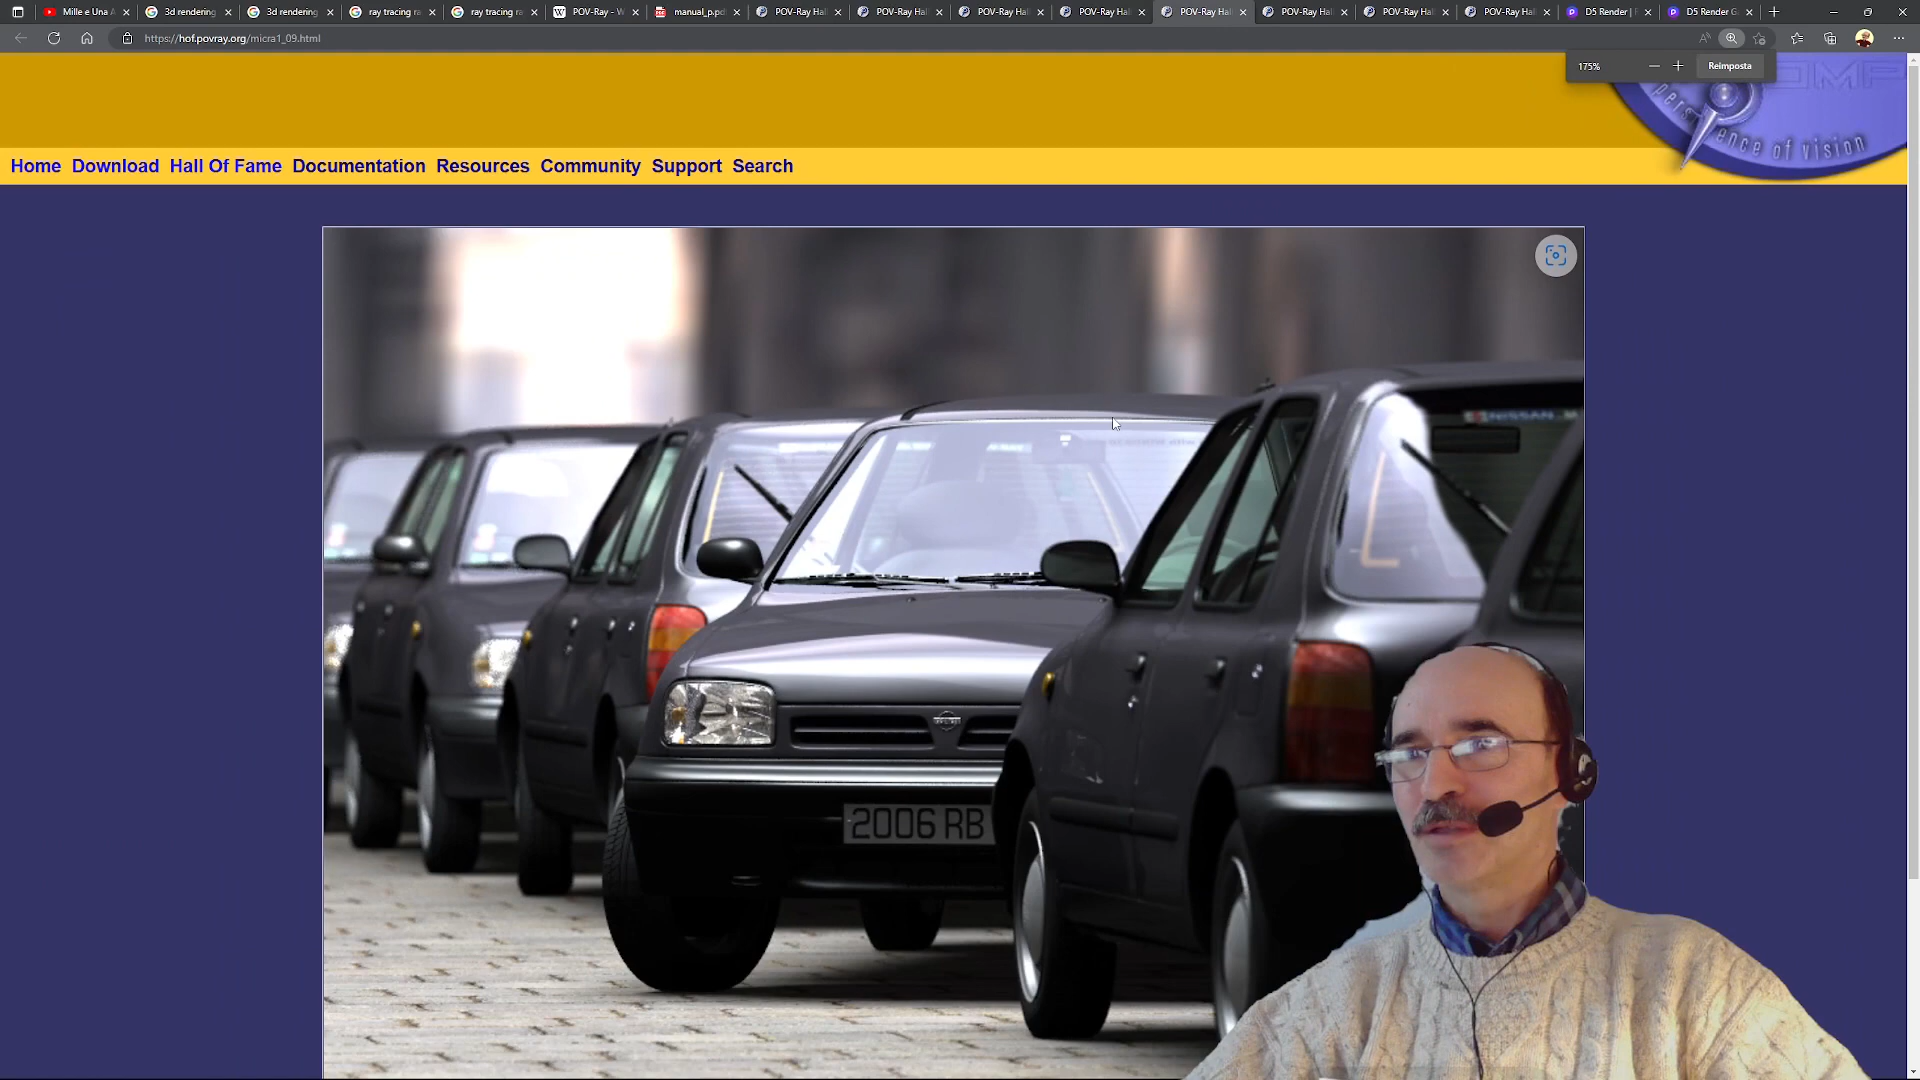 Mille e Una A
3d rendering
3d rendering
ray tracing ra
ray tracing ra
POV-Ray - W
manual_p.pd
POV-Ray Hal
POV-Ray Hal
POV-Ray Hal
POV-Ray Hal
POV-Ray Hal
POV-Ray Hal
POV-Ray Hal
POV-Ray Hal
D5 Render | F
D5 Render G
https://hof.povray.org/micra1_09.html
175%
Reimposta
persistence of vision
Home Download Hall Of Fame Documentation Resources Community Support Search
NISSAN
2006 RB